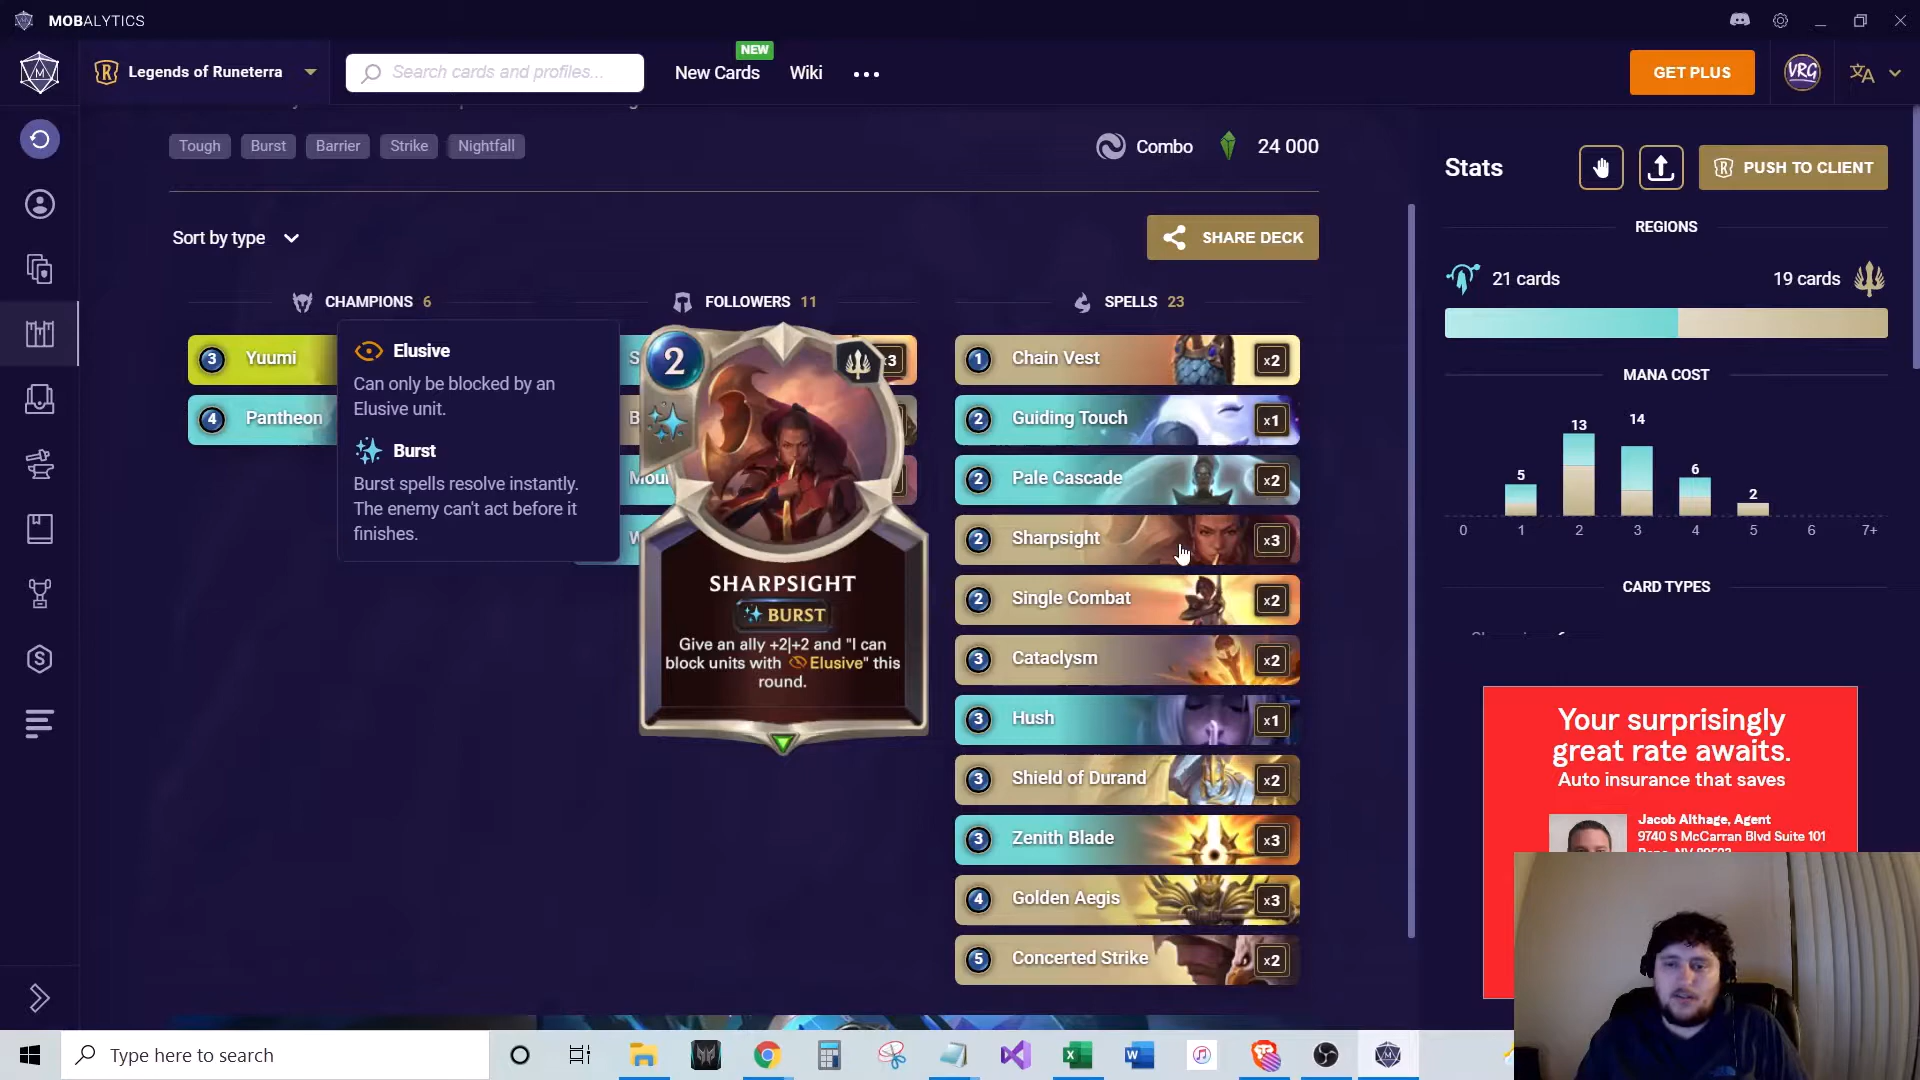 MOBALYTICS
Legends of Runeterra
Search cards and profiles...
NEW
New Cards
Wiki
GET PLUS
VRG
Tough
Burst
Barrier
Strike
Nightfall
Combo
24 000
Sort by type
SHARE DECK
CHAMPIONS 6
FOLLOWERS 11
SPELLS 23
3 Yuumi
4 Pantheon
Elusive
Can only be blocked by an
Elusive unit.
Burst
Burst spells resolve instantly.
The enemy can't act before it
finishes.
2
SHARPSIGHT
BURST
Give an ally +2|+2 and "I can
block units with Elusive" this
round.
1 Chain Vest x2
2 Guiding Touch x1
2 Pale Cascade x2
2 Sharpsight x3
2 Single Combat x2
3 Cataclysm x2
3 Hush x1
3 Shield of Durand x2
3 Zenith Blade x3
4 Golden Aegis x3
5 Concerted Strike x2
Stats
PUSH TO CLIENT
REGIONS
21 cards
19 cards
MANA COST
5 13 14 6 2
0 1 2 3 4 5 6 7+
CARD TYPES
Your surprisingly
great rate awaits.
Auto insurance that saves
Jacob Althage, Agent
9740 S McCarran Blvd Suite 101
Type here to search